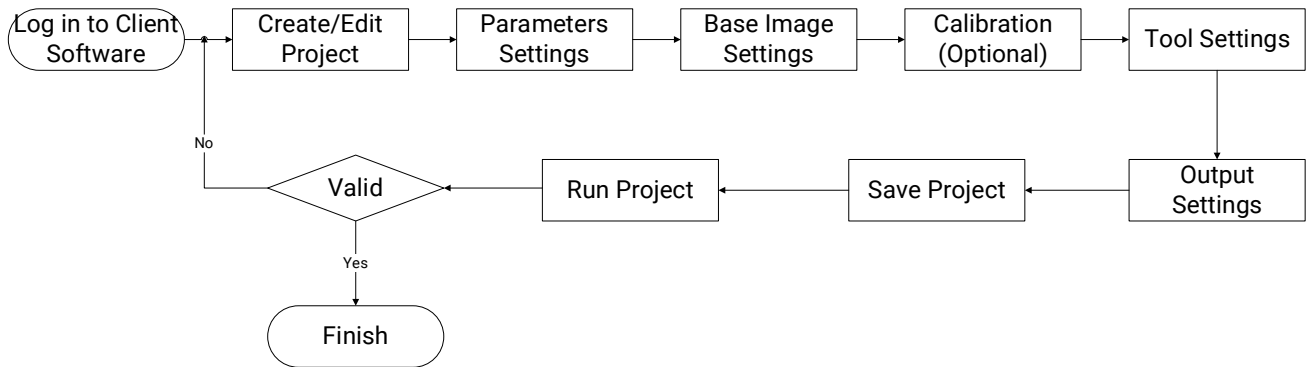 Log in to Client
Software
Create/Edit
Project
Parameters
Settings
Base Image
Settings
Calibration
(Optional)
Tool Settings
Output
Settings
Save Project
Run Project
Valid
No
Yes
Finish